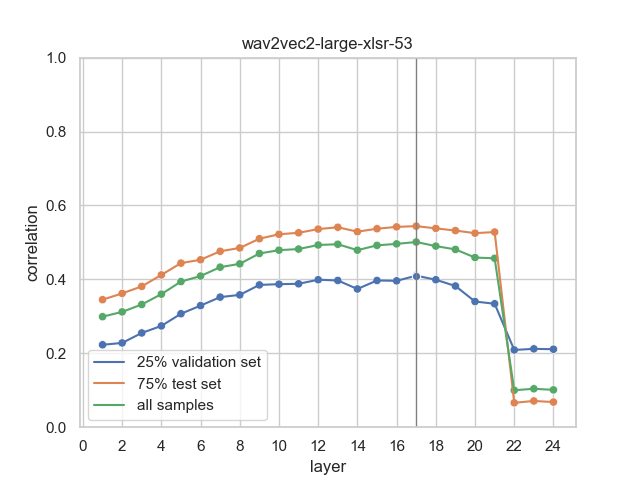 wav2vec2-large-xlsr-53
correlation
1.0
0.8
0.6
0.4
0.2
0.0
25% validation set
75% test set
all samples
0 2 4 6 8 10 12 14 16 18 20 22 24
layer